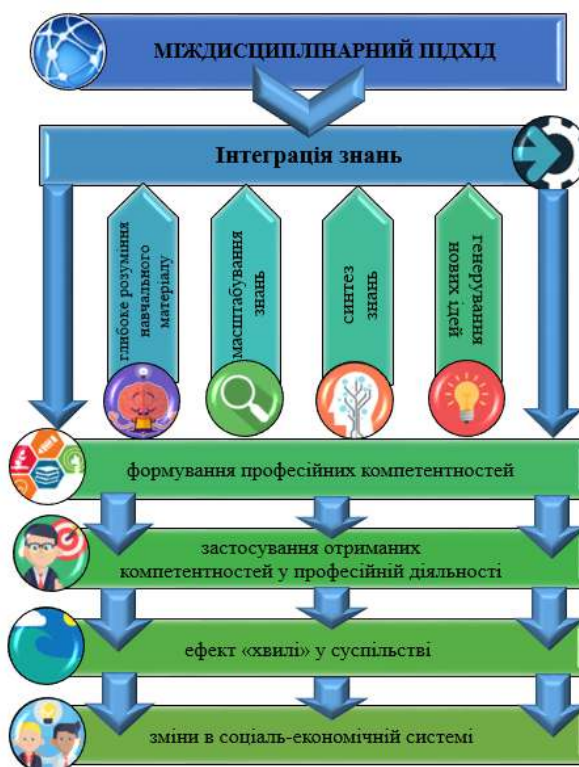 МІЖДИСЦИПЛІНАРНИЙ ПІДХІД
Інтеграція знань
глибоке розуміння
навчального
матеріалу
масштабування
знань
синтез
знань
генерування
нових ідей
формування професійних компетентностей
застосування отриманих
компетентностей у професійній діяльності
ефект «хвилі» у суспільстві
зміни в соціаль-економічній системі